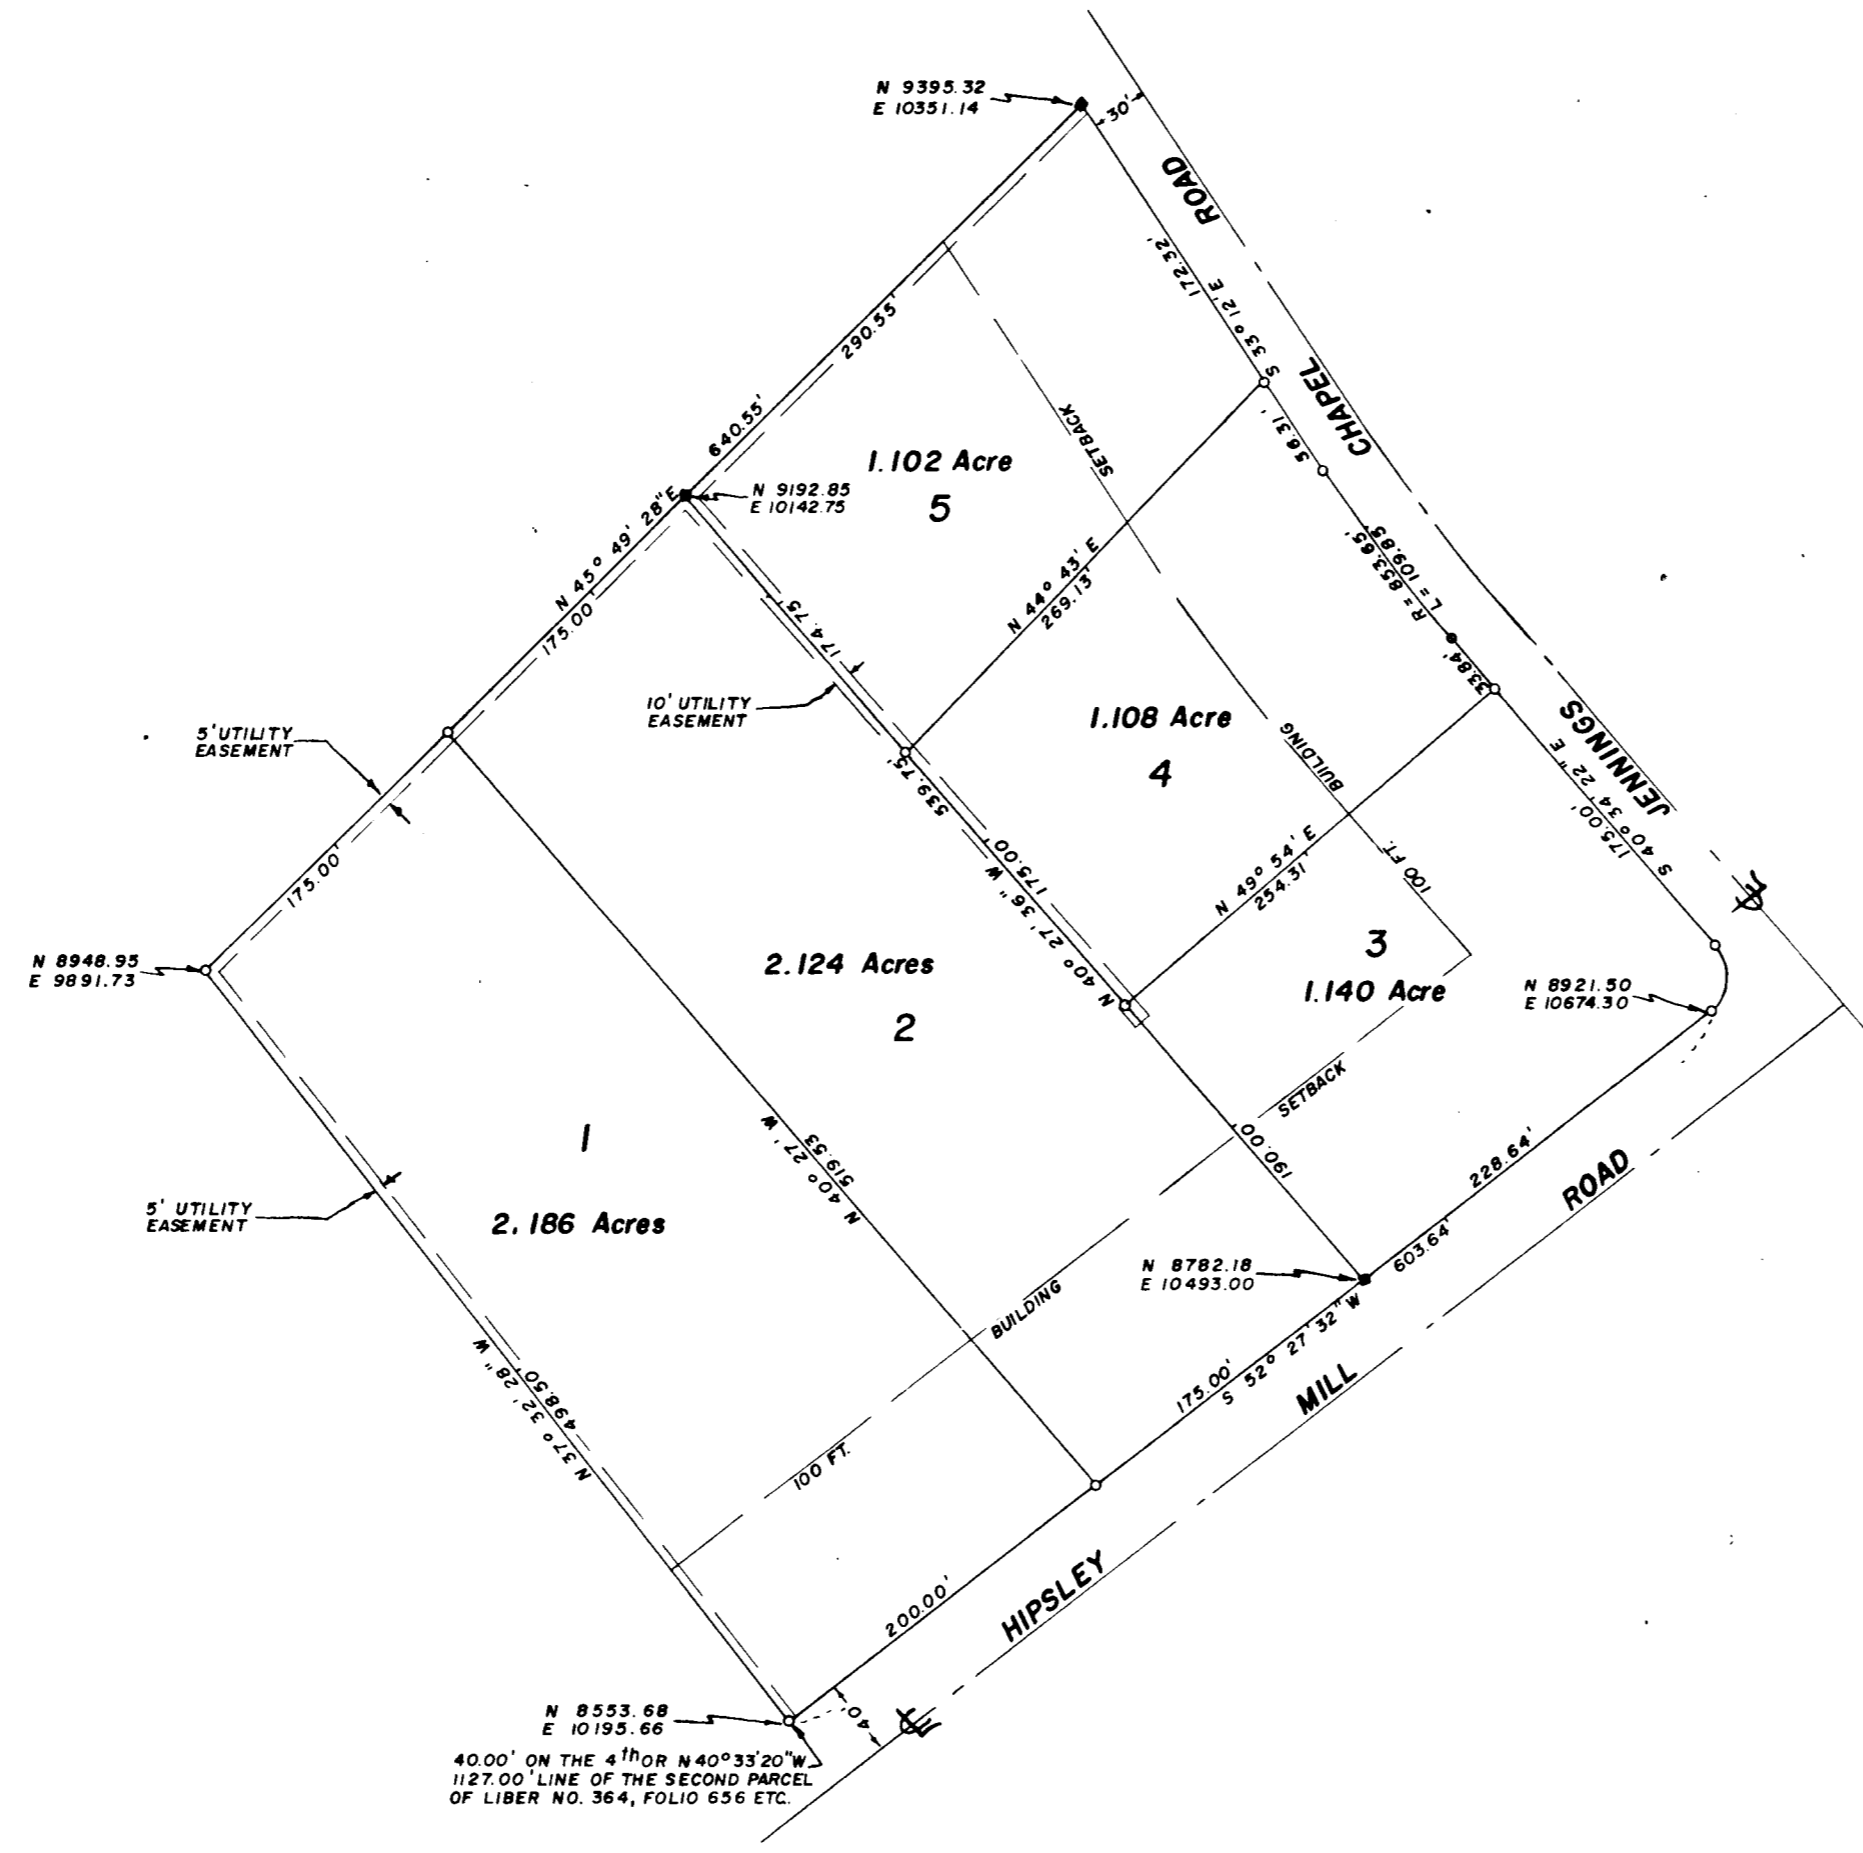 N 9395.32
E 10351.14
30'
ROAD
172.32'
S 33° 12' E
290.55'
640.55'
CHAPEL
SETBACK
56.31'
1.102 Acre
5
N 9192.85
E 10142.75
N 45° 49' 28" E
175.00'
R = 853.65'
L = 109.85'
N 44° 43' E
269.13'
174.75'
33.84'
10' UTILITY
EASEMENT
5' UTILITY
EASEMENT
1.108 Acre
4
BUILDING
JENNINGS
S 40° 34' 22" E
175.00'
539.75'
175.00'
N 40° 27' 36" W
100 FT.
N 49° 54' E
254.31'
175.00'
N 8948.95
E 9891.73
2.124 Acres
2
3
1.140 Acre
N 8921.50
E 10674.30
SETBACK
190.00'
1
N 40° 27' W
519.53
228.64'
ROAD
5' UTILITY
EASEMENT
2.186 Acres
603.64'
N 8782.18
E 10493.00
BUILDING
175.00'
S 52° 27' 32" W
MILL
N 37° 32' 28" W
498.50'
100 FT.
200.00'
HIPSLEY
N 8553.68
E 10195.66
40'
40.00' ON THE 4th OR N40°33'20"W
1127.00' LINE OF THE SECOND PARCEL
OF LIBER NO. 364, FOLIO 656 ETC.